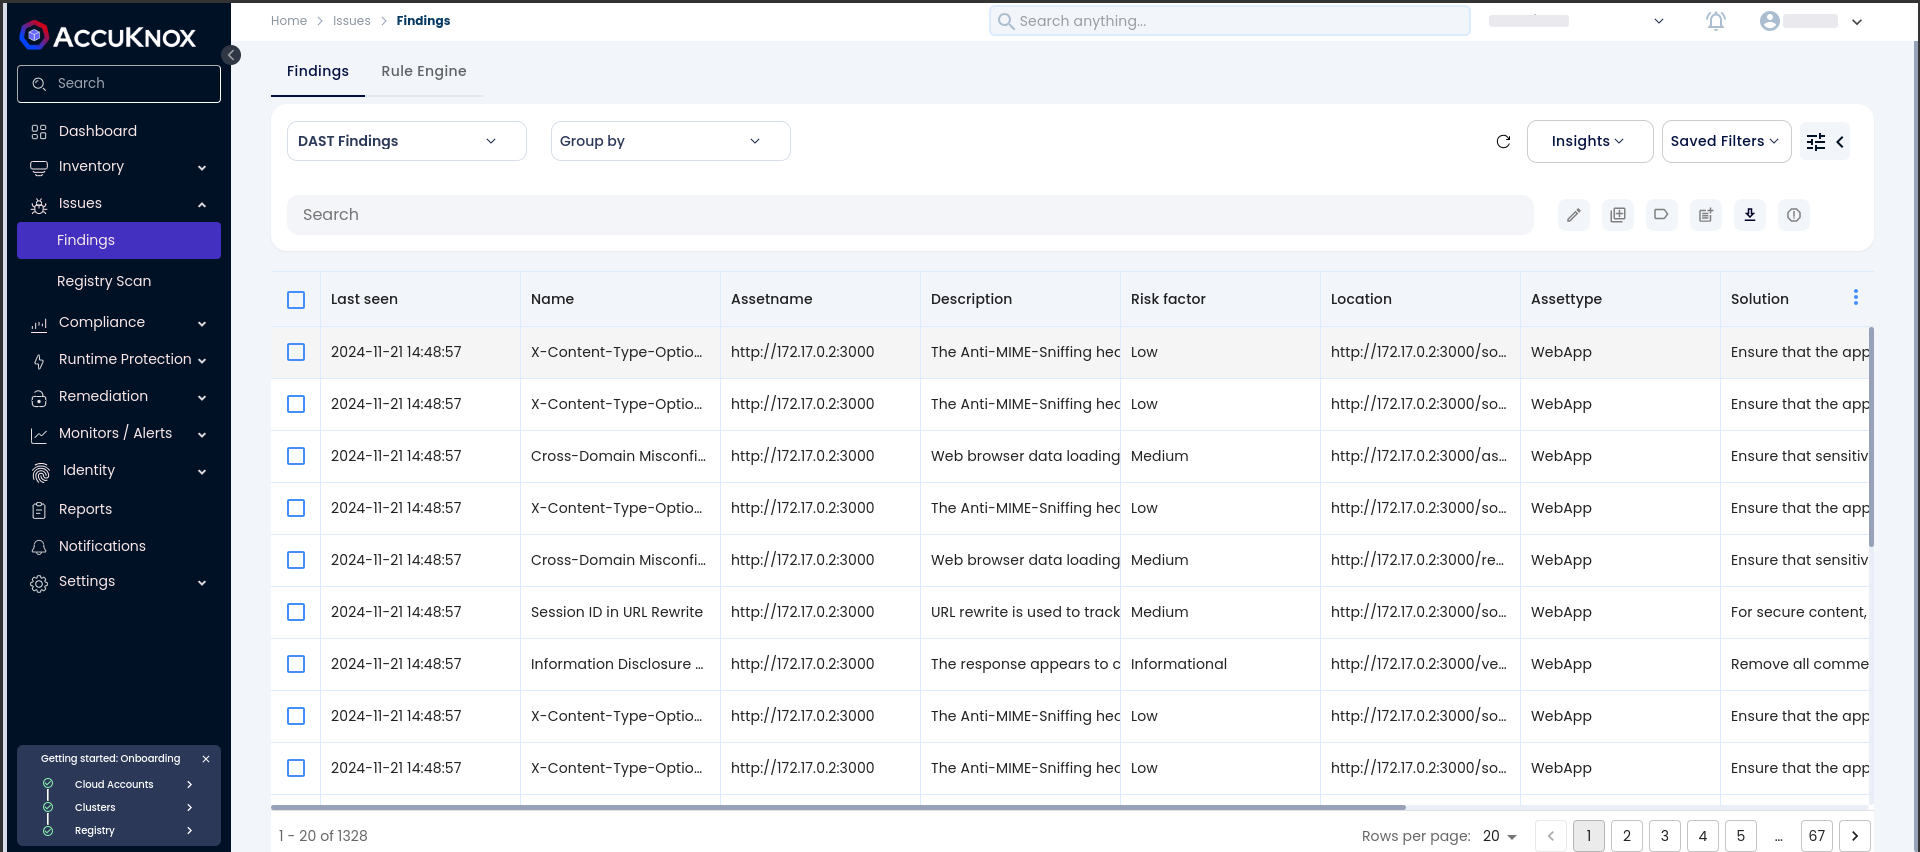 Home > Issues > Findings
Search anything...
ACCUKNOX
Search
Dashboard
Inventory
Issues
Findings
Registry Scan
Compliance
Runtime Protection
Remediation
Monitors / Alerts
Identity
Reports
Notifications
Settings
Getting started: Onboarding ×
Cloud Accounts
Clusters
Registry
Findings Rule Engine
DAST Findings Group by Insights Saved Filters
Search
Last seen Name Assetname Description Risk factor Location Assettype Solution
2024-11-21 14:48:57 X-Content-Type-Optio... http://172.17.0.2:3000 The Anti-MIME-Sniffing hea Low http://172.17.0.2:3000/so... WebApp Ensure that the app
2024-11-21 14:48:57 X-Content-Type-Optio... http://172.17.0.2:3000 The Anti-MIME-Sniffing hea Low http://172.17.0.2:3000/so... WebApp Ensure that the app
2024-11-21 14:48:57 Cross-Domain Misconfi... http://172.17.0.2:3000 Web browser data loading Medium http://172.17.0.2:3000/as... WebApp Ensure that sensitiv
2024-11-21 14:48:57 X-Content-Type-Optio... http://172.17.0.2:3000 The Anti-MIME-Sniffing hea Low http://172.17.0.2:3000/so... WebApp Ensure that the app
2024-11-21 14:48:57 Cross-Domain Misconfi... http://172.17.0.2:3000 Web browser data loading Medium http://172.17.0.2:3000/re... WebApp Ensure that sensitiv
2024-11-21 14:48:57 Session ID in URL Rewrite http://172.17.0.2:3000 URL rewrite is used to track Medium http://172.17.0.2:3000/so... WebApp For secure content,
2024-11-21 14:48:57 Information Disclosure ... http://172.17.0.2:3000 The response appears to c Informational http://172.17.0.2:3000/ve... WebApp Remove all comme
2024-11-21 14:48:57 X-Content-Type-Optio... http://172.17.0.2:3000 The Anti-MIME-Sniffing hea Low http://172.17.0.2:3000/so... WebApp Ensure that the app
2024-11-21 14:48:57 X-Content-Type-Optio... http://172.17.0.2:3000 The Anti-MIME-Sniffing hea Low http://172.17.0.2:3000/so... WebApp Ensure that the app
1 - 20 of 1328 Rows per page: 20 < 1 2 3 4 5 ... 67 >